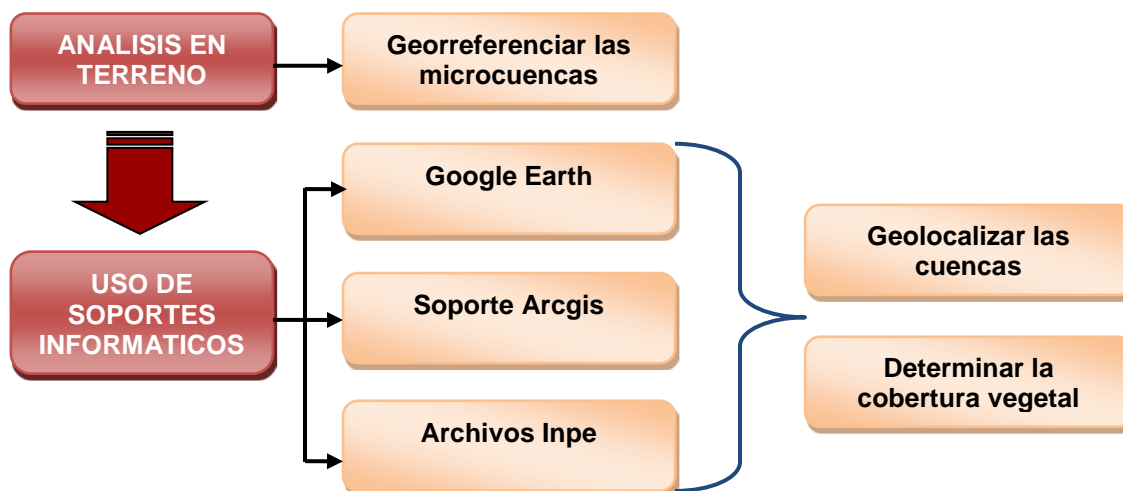 ANALISIS EN
TERRENO
Georreferenciar las
microcuencas
USO DE
SOPORTES
INFORMATICOS
Google Earth
Soporte Arcgis
Archivos Inpe
Geolocalizar las
cuencas
Determinar la
cobertura vegetal